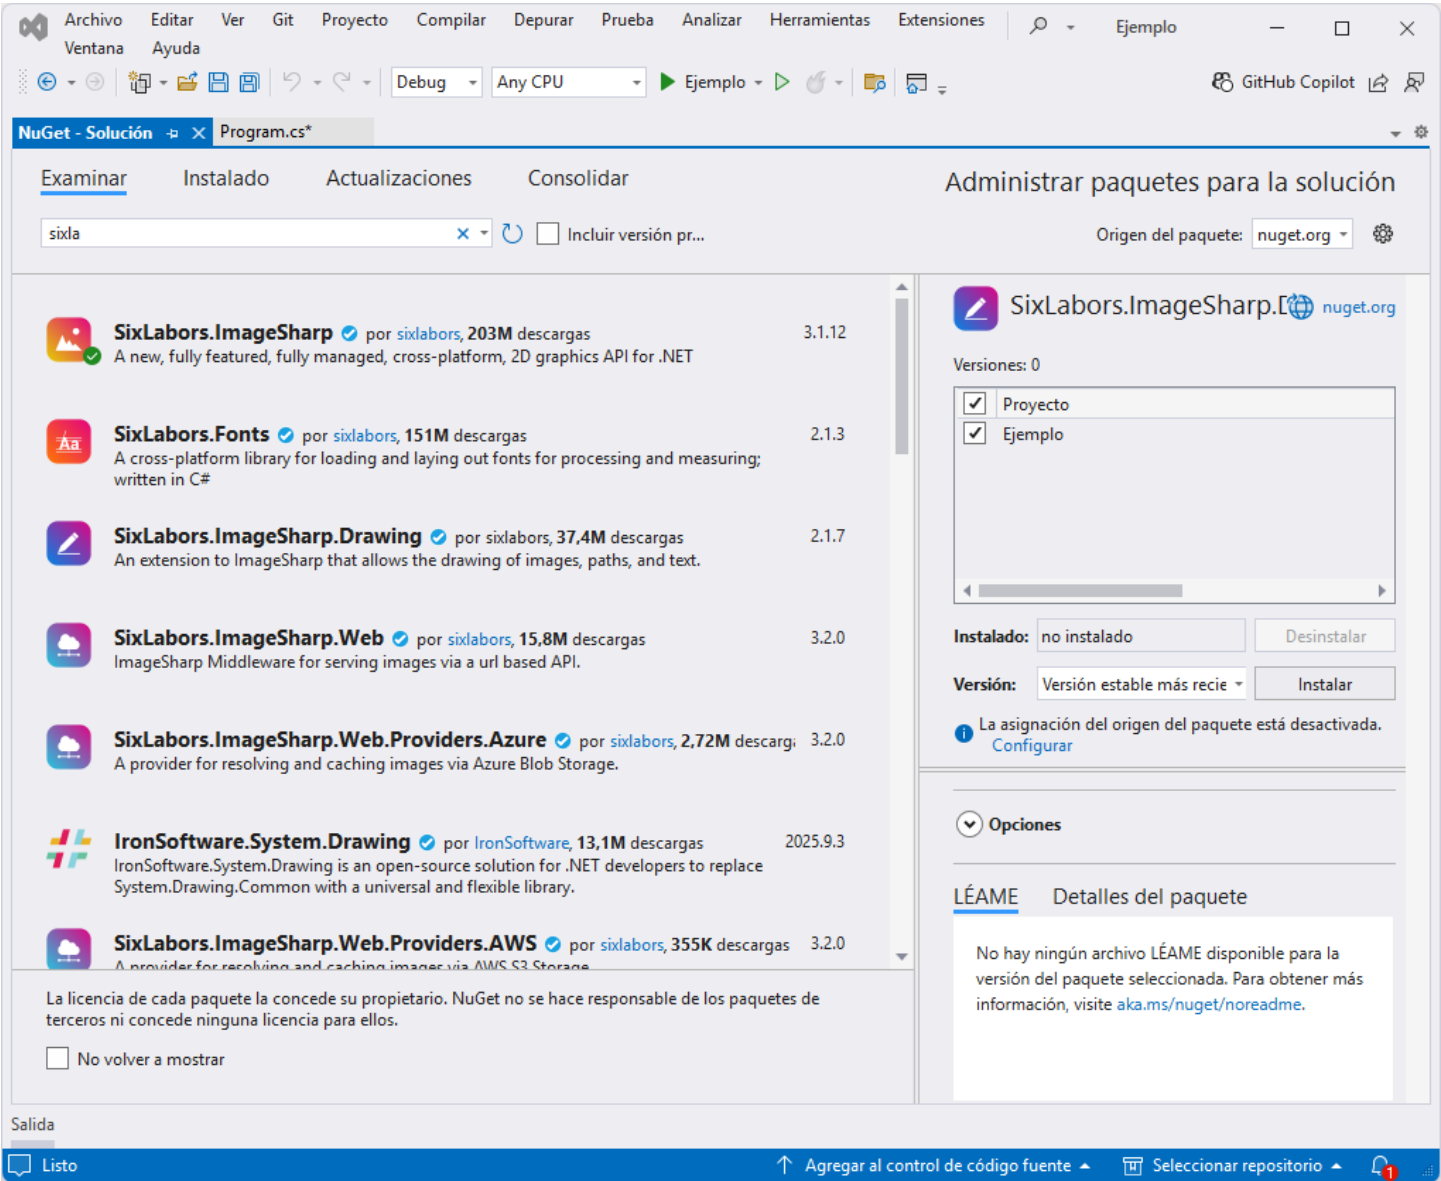 Archivo Editar Ver Git Proyecto Compilar Depurar Prueba Analizar Herramientas Extensiones Ejemplo
Ventana Ayuda
Debug Any CPU Ejemplo GitHub Copilot
NuGet - Solución Program.cs*
Examinar Instalado Actualizaciones Consolidar Administrar paquetes para la solución
sixla Incluir versión pr... Origen del paquete: nuget.org
SixLabors.ImageSharp por sixlabors, 203M descargas 3.1.12
A new, fully featured, fully managed, cross-platform, 2D graphics API for .NET
Aa
SixLabors.Fonts por sixlabors, 151M descargas 2.1.3
A cross-platform library for loading and laying out fonts for processing and measuring;
written in C#
SixLabors.ImageSharp.Drawing por sixlabors, 37,4M descargas 2.1.7
An extension to ImageSharp that allows the drawing of images, paths, and text.
SixLabors.ImageSharp.Web por sixlabors, 15,8M descargas 3.2.0
ImageSharp Middleware for serving images via a url based API.
SixLabors.ImageSharp.Web.Providers.Azure por sixlabors, 2,72M descarg 3.2.0
A provider for resolving and caching images via Azure Blob Storage.
IronSoftware.System.Drawing por IronSoftware, 13,1M descargas 2025.9.3
IronSoftware.System.Drawing is an open-source solution for .NET developers to replace
System.Drawing.Common with a universal and flexible library.
SixLabors.ImageSharp.Web.Providers.AWS por sixlabors, 355K descargas 3.2.0
A provider for resolving and caching images via AWS S3 Storage
La licencia de cada paquete la concede su propietario. NuGet no se hace responsable de los paquetes de
terceros ni concede ninguna licencia para ellos.
No volver a mostrar
SixLabors.ImageSharp. nuget.org
Versiones: 0
Proyecto
Ejemplo
Instalado: no instalado Desinstalar
Versión: Versión estable más recie Instalar
La asignación del origen del paquete está desactivada.
Configurar
Opciones
LÉAME Detalles del paquete
No hay ningún archivo LÉAME disponible para la
versión del paquete seleccionada. Para obtener más
información, visite aka.ms/nuget/noreadme.
Salida
Listo Agregar al control de código fuente Seleccionar repositorio 1